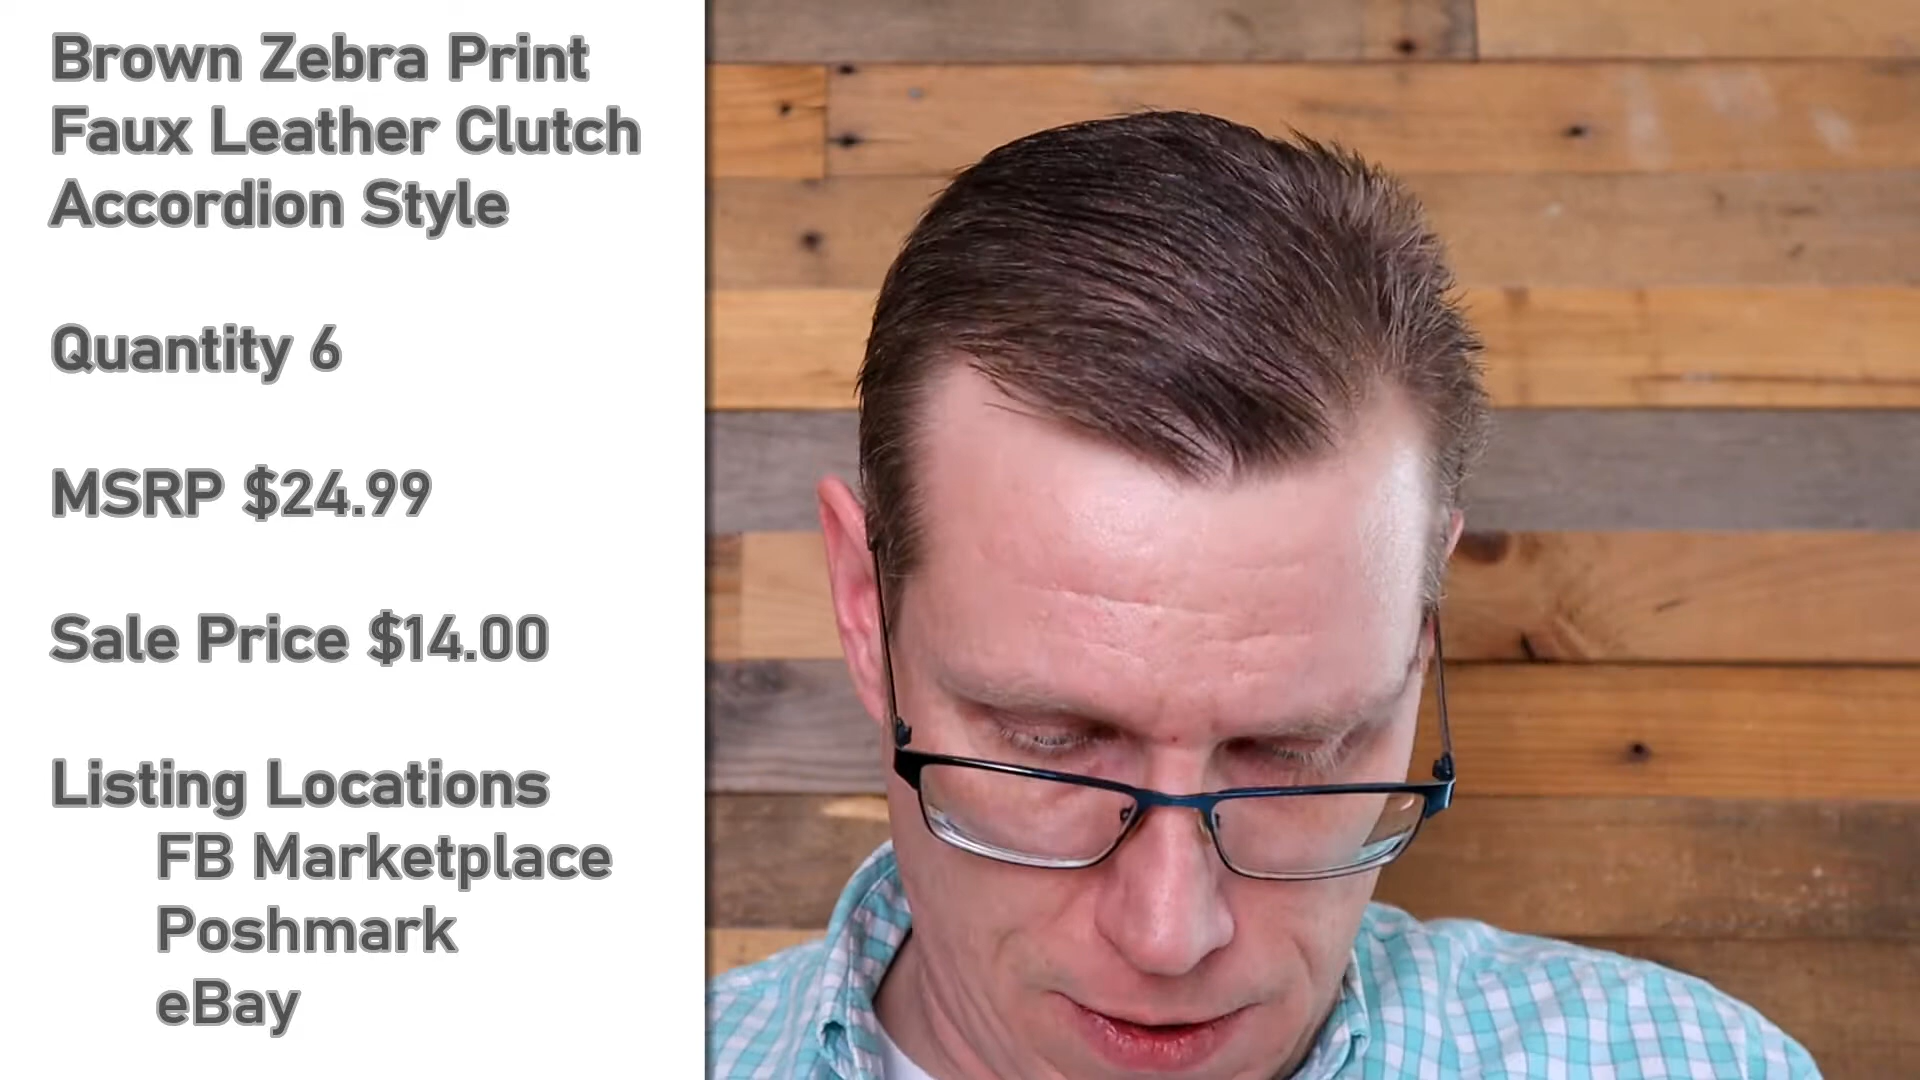 Brown Zebra Print
Faux Leather Clutch
Accordion Style
Quantity 6
MSRP $24.99
Sale Price $14.00
Listing Locations
FB Marketplace
Poshmark
eBay